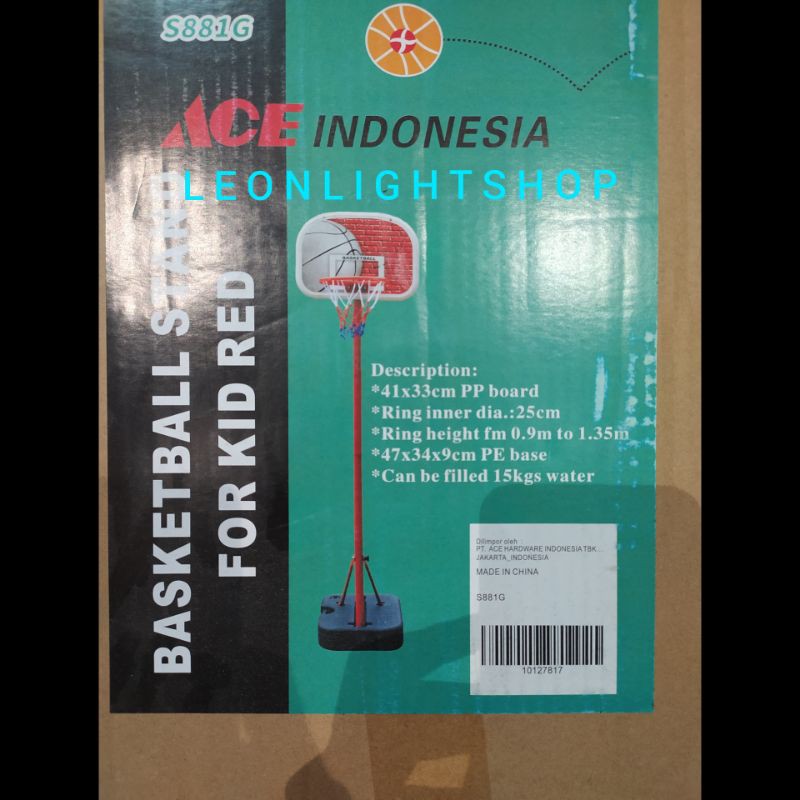 S881G
ACE INDONESIA
LEONLIGHTSHOP
BASKETBALL STAND
FOR KID RED
BASKETBALL
Description:
*41x33cm PP board
*Ring inner dia.:25cm
*Ring height fm 0.9m to 1.35m
*47x34x9cm PE base
*Can be filled 15kgs water
Diimpor oleh :
PT. ACE HARDWARE INDONESIA TBK...
JAKARTA_INDONESIA
MADE IN CHINA
S881G
10127817